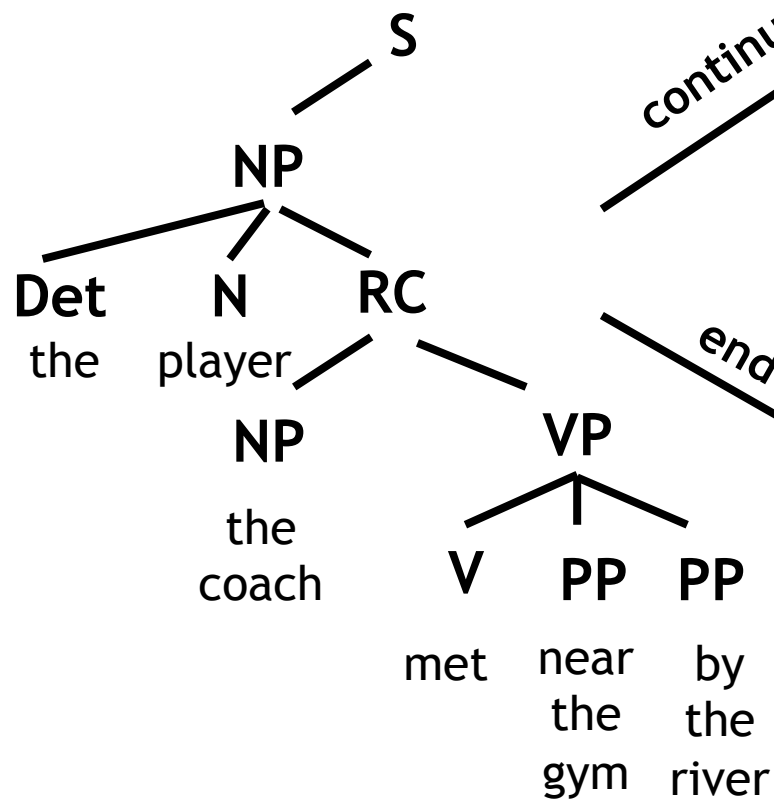 S
continu
NP
Det N RC
the player
end
NP VP
the
coach
V PP PP
met near by
the the
gym river